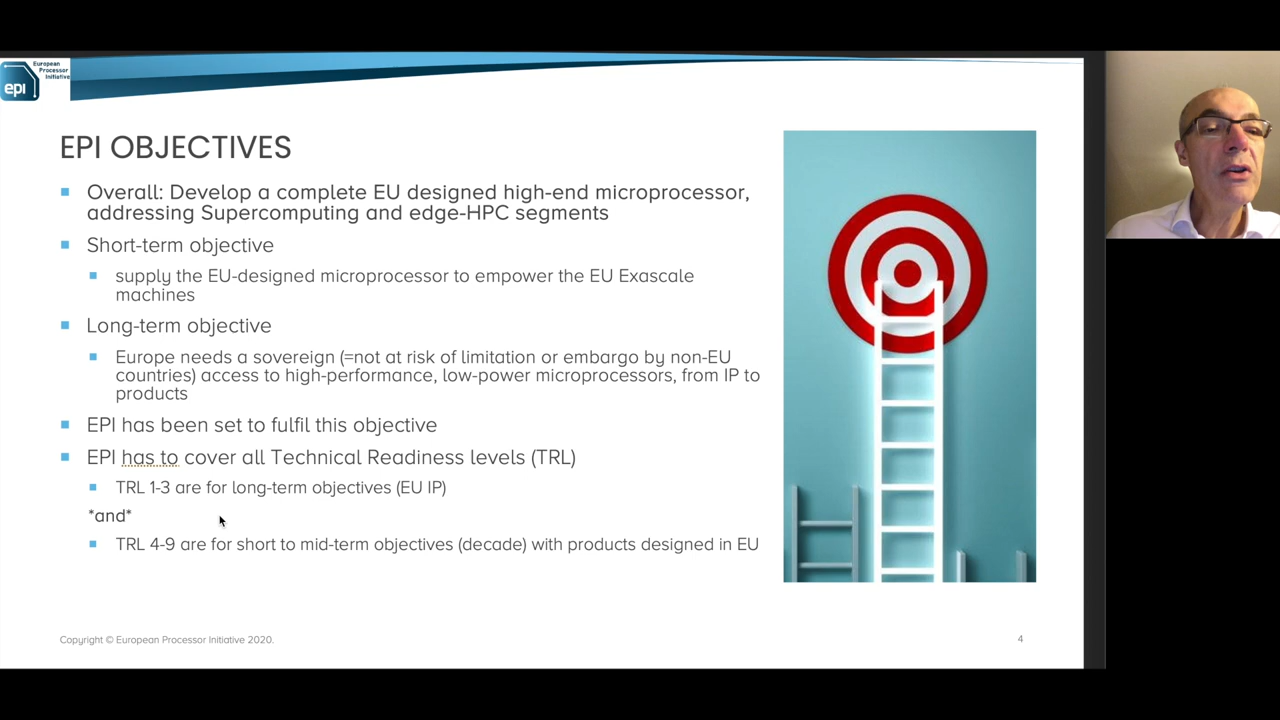 European
Processor
Initiative
epi
EPI OBJECTIVES
Overall: Develop a complete EU designed high-end microprocessor,
addressing Supercomputing and edge-HPC segments
Short-term objective
supply the EU-designed microprocessor to empower the EU Exascale
machines
Long-term objective
Europe needs a sovereign (=not at risk of limitation or embargo by non-EU
countries) access to high-performance, low-power microprocessors, from IP to
products
EPI has been set to fulfil this objective
EPI has to cover all Technical Readiness levels (TRL)
TRL 1-3 are for long-term objectives (EU IP)
*and*
TRL 4-9 are for short to mid-term objectives (decade) with products designed in EU
Copyright © European Processor Initiative 2020.
4